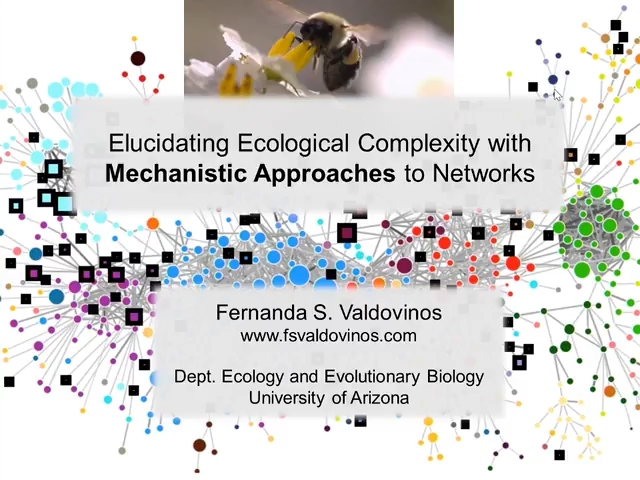 Elucidating Ecological Complexity with
Mechanistic Approaches to Networks
Fernanda S. Valdovinos
www.fsvaldovinos.com
Dept. Ecology and Evolutionary Biology
University of Arizona